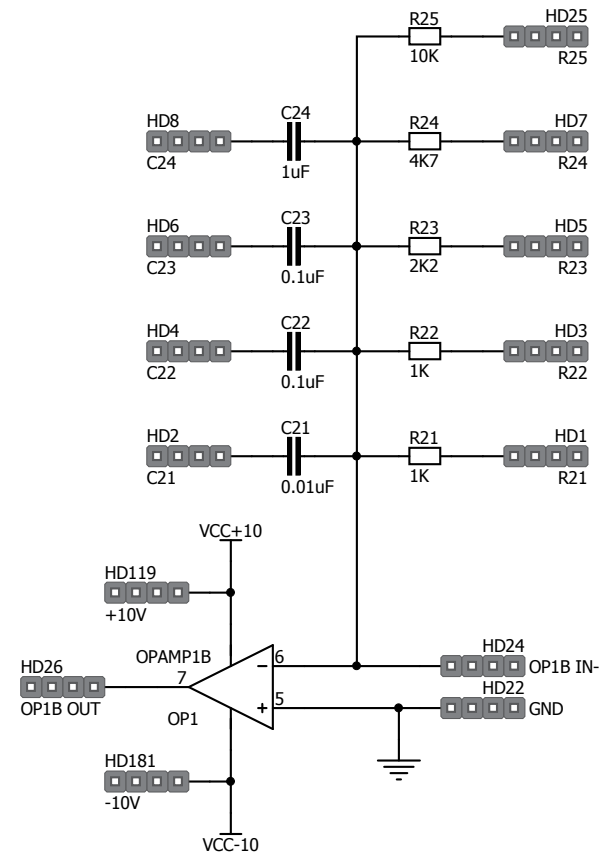 R25 HD25
10K R25
C24
HD8 R24 HD7
C24 1uF 4K7 R24
C23
HD6 R23 HD5
C23 0.1uF 2K2 R23
C22
HD4 R22 HD3
C22 0.1uF 1K R22
C21
HD2 R21 HD1
C21 0.01uF 1K R21
VCC+10
HD119
+10V
HD24
OPAMP1B 6 OP1B IN-
HD26 7 − HD22
OP1B OUT OP1 + 5 GND
HD181
-10V
VCC-10